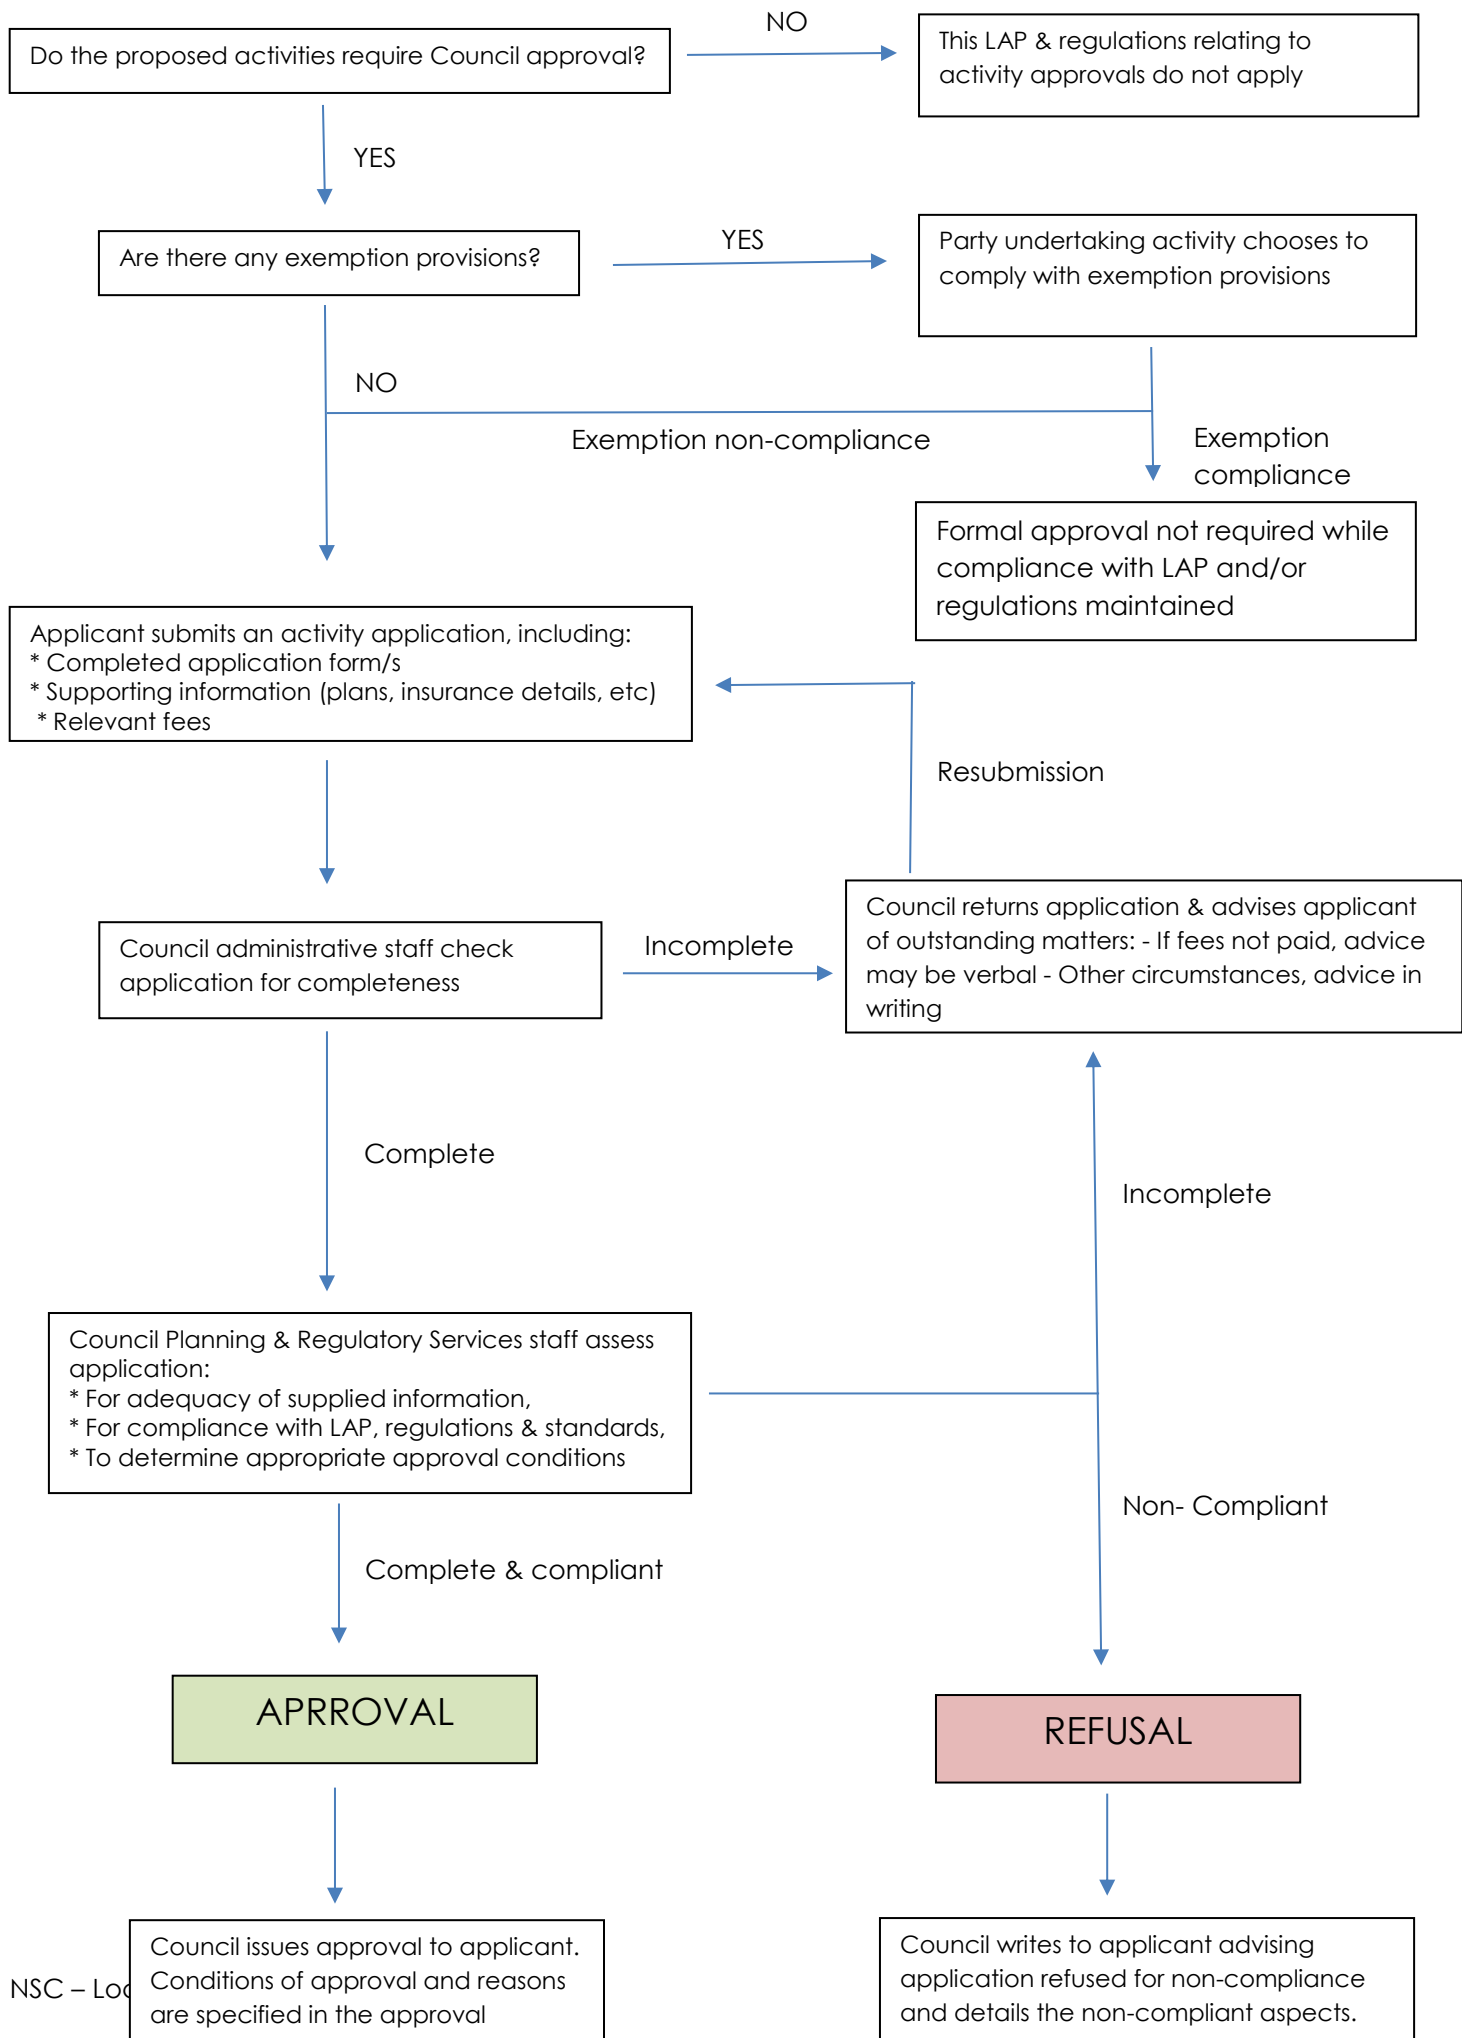 NO
Do the proposed activities require Council approval?
This LAP & regulations relating to
activity approvals do not apply
YES
Are there any exemption provisions?
YES
Party undertaking activity chooses to
comply with exemption provisions
NO
Exemption non-compliance
Exemption
compliance
Formal approval not required while
compliance with LAP and/or
regulations maintained
Applicant submits an activity application, including:
* Completed application form/s
* Supporting information (plans, insurance details, etc)
* Relevant fees
Resubmission
Council administrative staff check
application for completeness
Incomplete
Council returns application & advises applicant
of outstanding matters: - If fees not paid, advice
may be verbal - Other circumstances, advice in
writing
Complete
Incomplete
Council Planning & Regulatory Services staff assess
application:
* For adequacy of supplied information,
* For compliance with LAP, regulations & standards,
* To determine appropriate approval conditions
Non- Compliant
Complete & compliant
APRROVAL
REFUSAL
Council issues approval to applicant.
Conditions of approval and reasons
are specified in the approval
Council writes to applicant advising
application refused for non-compliance
and details the non-compliant aspects.
NSC –